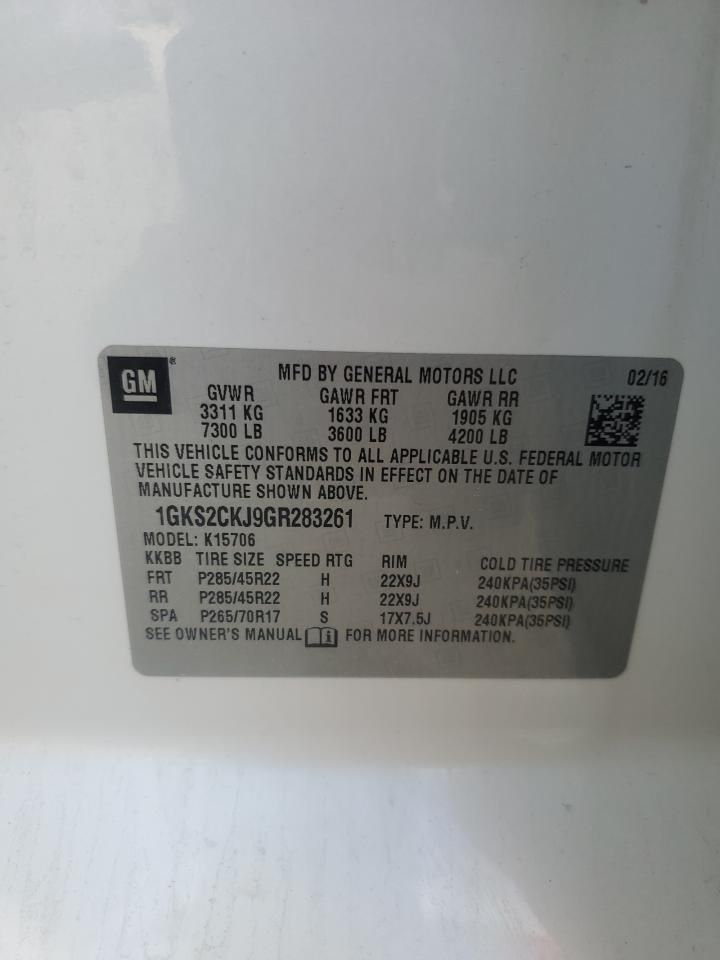 GM®
MFD BY GENERAL MOTORS LLC 02/16
GVWR GAWR FRT GAWR RR
3311 KG 1633 KG 1905 KG
7300 LB 3600 LB 4200 LB
THIS VEHICLE CONFORMS TO ALL APPLICABLE U.S. FEDERAL MOTOR
VEHICLE SAFETY STANDARDS IN EFFECT ON THE DATE OF
MANUFACTURE SHOWN ABOVE.
1GKS2CKJ9GR283261 TYPE: M.P.V.
MODEL: K15706
KKBB TIRE SIZE SPEED RTG RIM COLD TIRE PRESSURE
FRT P285/45R22 H 22X9J 240KPA(35PSI)
RR P285/45R22 H 22X9J 240KPA(35PSI)
SPA P265/70R17 S 17X7.5J 240KPA(35PSI)
SEE OWNER'S MANUAL FOR MORE INFORMATION.